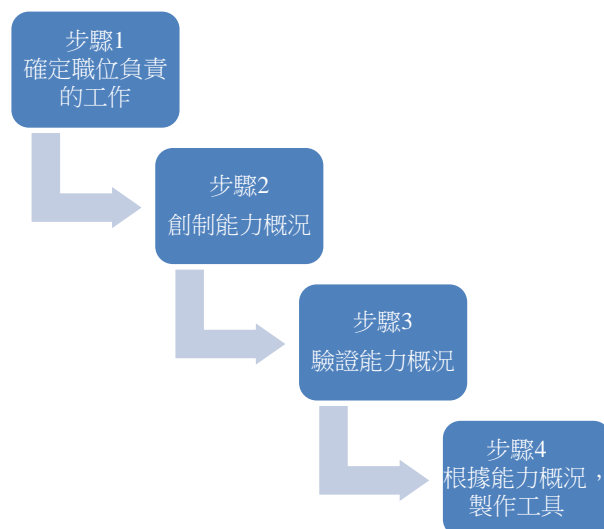 步驟1
確定職位負責
的工作
步驟2
創制能力概況
步驟3
驗證能力概況
步驟4
根據能力概況，
製作工具